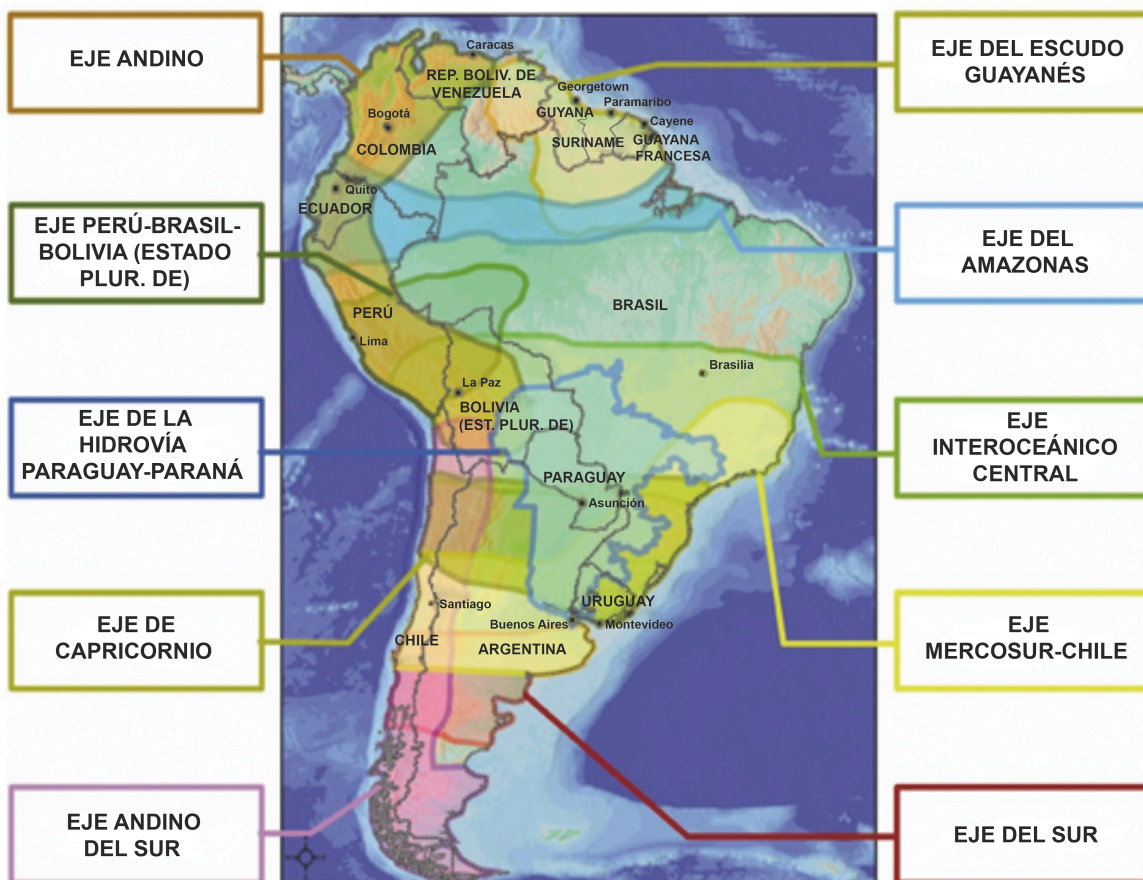 EJE ANDINO
EJE PERÚ-BRASIL-
BOLIVIA (ESTADO
PLUR. DE)
EJE DE LA
HIDROVÍA
PARAGUAY-PARANÁ
EJE DE
CAPRICORNIO
EJE ANDINO
DEL SUR
Caracas
REP. BOLIV. DE
VENEZUELA
Georgetown
GUYANA
Paramaribo
Cayene
Bogotá
COLOMBIA
SURINAME
GUAYANA
FRANCESA
Quito
ECUADOR
PERÚ
Lima
BRASIL
Brasilia
La Paz
BOLIVIA
(EST. PLUR. DE)
PARAGUAY
Asunción
Santiago
URUGUAY
Buenos Aires
Montevideo
CHILE
ARGENTINA
EJE DEL ESCUDO
GUAYANÉS
EJE DEL
AMAZONAS
EJE
INTEROCEÁNICO
CENTRAL
EJE
MERCOSUR-CHILE
EJE DEL SUR